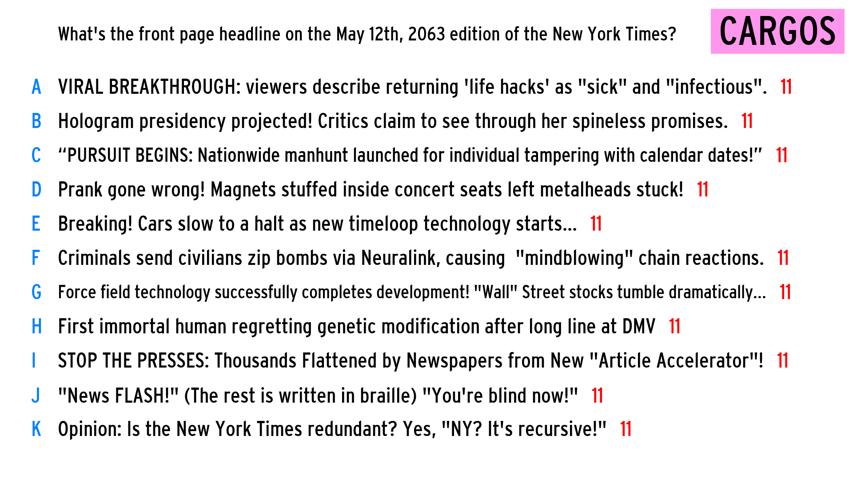 What's the front page headline on the May 12th, 2063 edition of the New York Times?
CARGOS
A VIRAL BREAKTHROUGH: viewers describe returning 'life hacks' as "sick" and "infectious". 11
B Hologram presidency projected! Critics claim to see through her spineless promises. 11
C “PURSUIT BEGINS: Nationwide manhunt launched for individual tampering with calendar dates!” 11
D Prank gone wrong! Magnets stuffed inside concert seats left metalheads stuck! 11
E Breaking! Cars slow to a halt as new timeloop technology starts... 11
F Criminals send civilians zip bombs via Neuralink, causing "mindblowing" chain reactions. 11
G Force field technology successfully completes development! "Wall" Street stocks tumble dramatically... 11
H First immortal human regretting genetic modification after long line at DMV 11
I STOP THE PRESSES: Thousands Flattened by Newspapers from New "Article Accelerator"! 11
J "News FLASH!" (The rest is written in braille) "You're blind now!" 11
K Opinion: Is the New York Times redundant? Yes, "NY? It's recursive!" 11